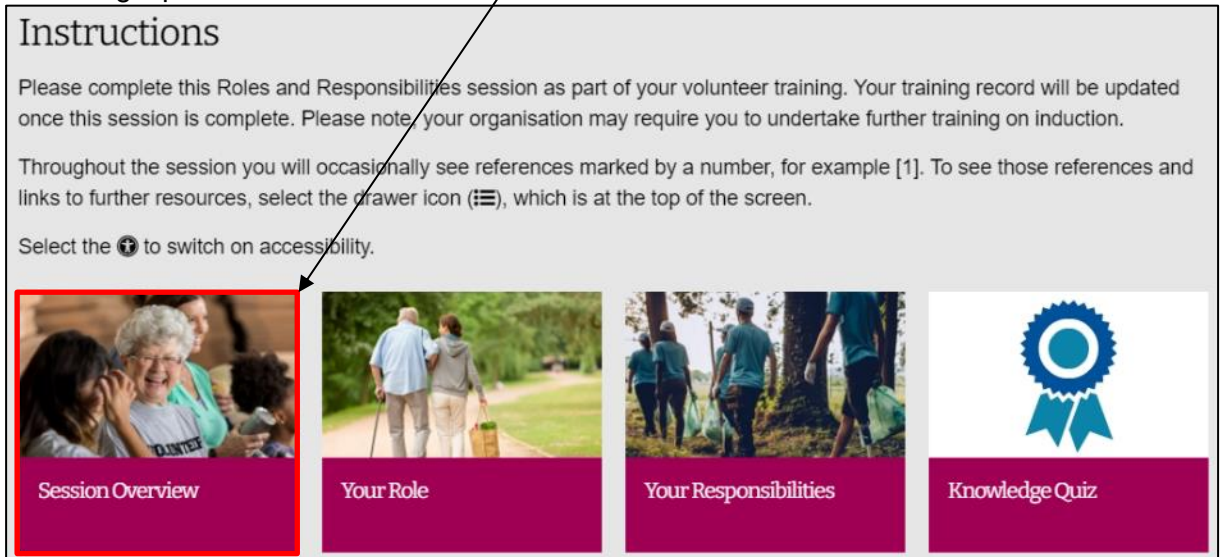 Instructions
Please complete this Roles and Responsibilities session as part of your volunteer training. Your training record will be updated
once this session is complete. Please note, your organisation may require you to undertake further training on induction.
Throughout the session you will occasionally see references marked by a number, for example [1]. To see those references and
links to further resources, select the drawer icon (), which is at the top of the screen.
Select the to switch on accessibility.
VOLUNTEER
Session Overview
Your Role
Your Responsibilities
Knowledge Quiz